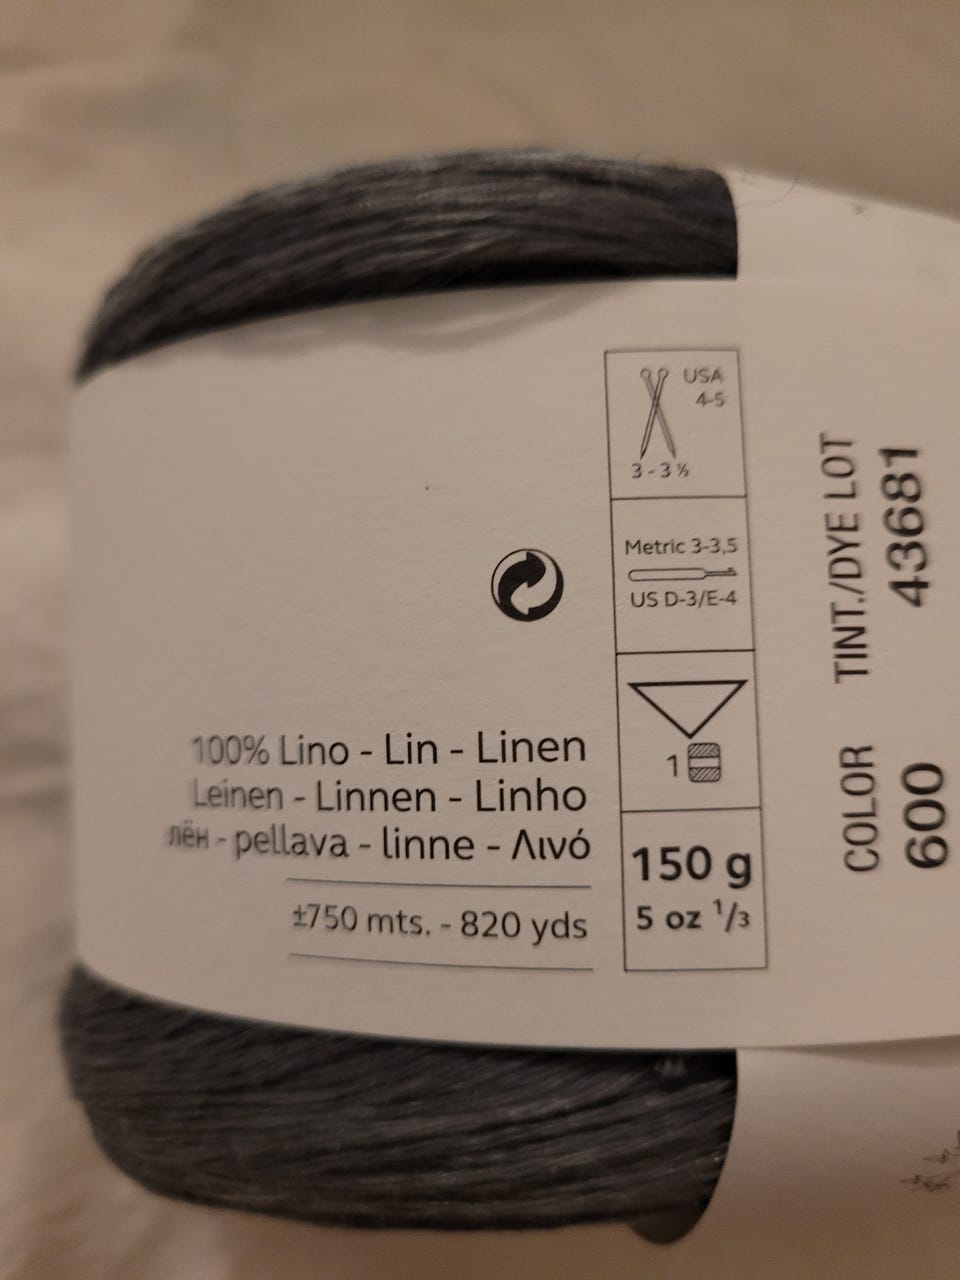 USA
4-5
3 - 3 ½
Metric 3-3,5
US D-3/E-4
1
150 g
5 oz ¹/₃
100% Lino - Lin - Linen
Leinen - Linnen - Linho
лён - pellava - linne - Λινό
±750 mts. - 820 yds
COLOR TINT./DYE LOT
600 43681